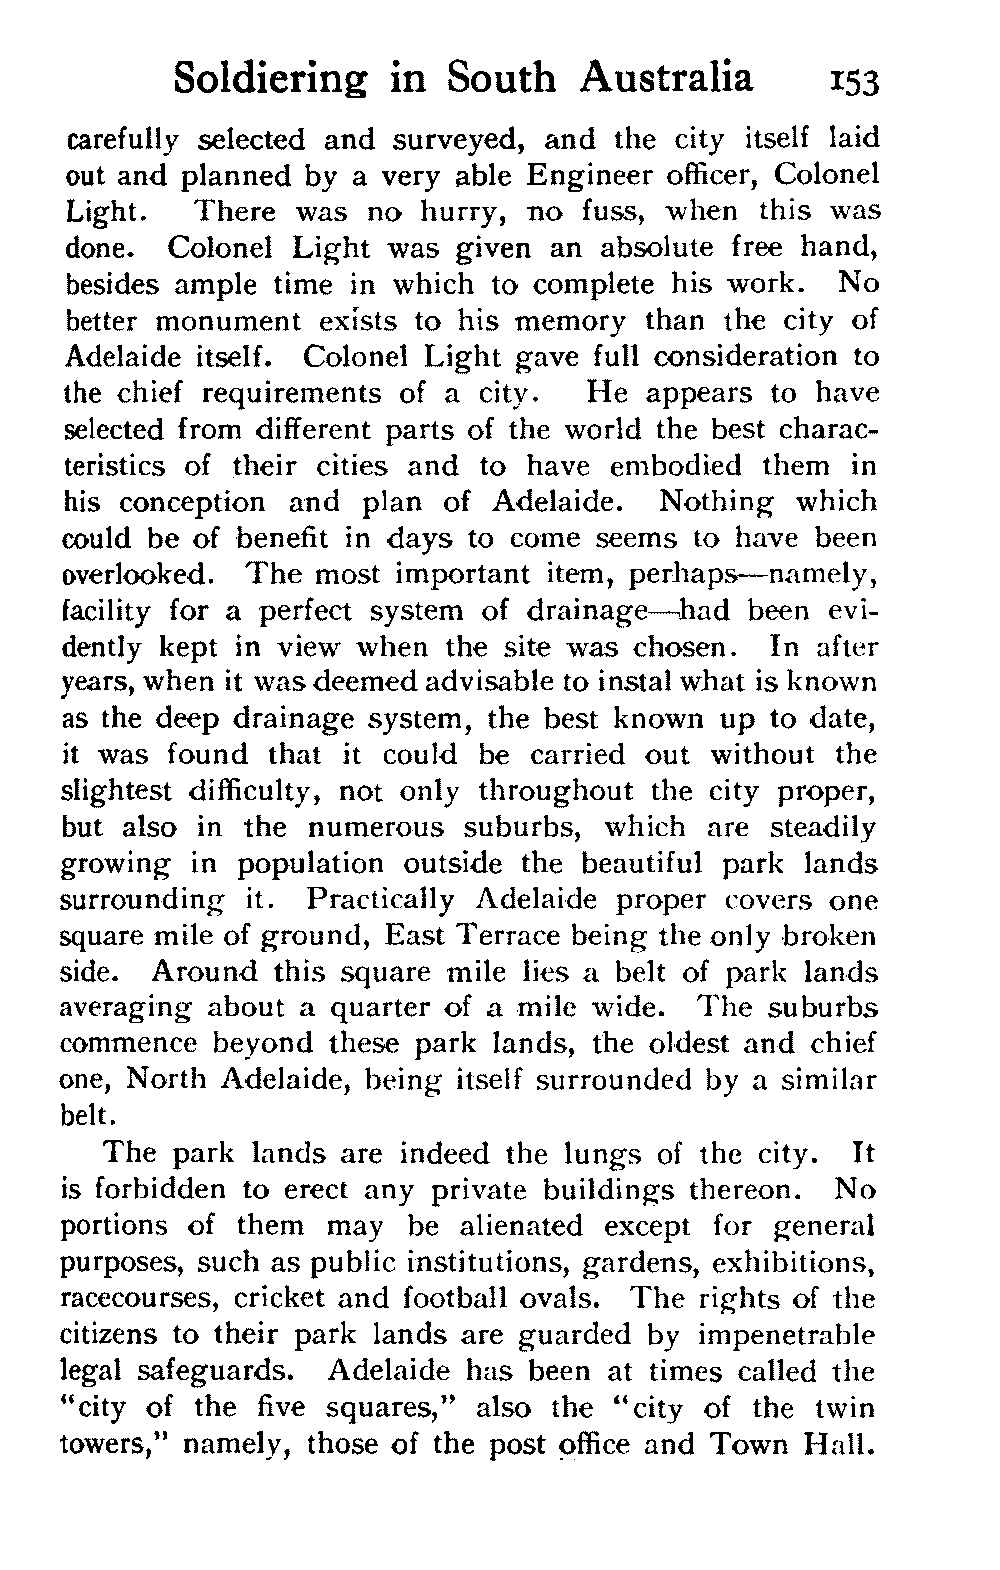 Soldiering in South Australia 153
carefully selected and surveyed, and the city itself laid
out and planned by a very able Engineer officer, Colonel
Light. There was no hurry, no fuss, when this was
done. Colonel Light was given an absolute free hand,
besides ample time in which to complete his work. No
better monument exists to his memory than the city of
Adelaide itself. Colonel Light gave full consideration to
the chief requirements of a city. He appears to have
selected from different parts of the world the best charac-
teristics of their cities and to have embodied them in
his conception and plan of Adelaide. Nothing which
could be of benefit in days to come seems to have been
overlooked. The most important item, perhaps—namely,
facility for a perfect system of drainage—had been evi-
dently kept in view when the site was chosen. In after
years, when it was deemed advisable to instal what is known
as the deep drainage system, the best known up to date,
it was found that it could be carried out without the
slightest difficulty, not only throughout the city proper,
but also in the numerous suburbs, which are steadily
growing in population outside the beautiful park lands
surrounding it. Practically Adelaide proper covers one
square mile of ground, East Terrace being the only broken
side. Around this square mile lies a belt of park lands
averaging about a quarter of a mile wide. The suburbs
commence beyond these park lands, the oldest and chief
one, North Adelaide, being itself surrounded by a similar
belt.
The park lands are indeed the lungs of the city. It
is forbidden to erect any private buildings thereon. No
portions of them may be alienated except for general
purposes, such as public institutions, gardens, exhibitions,
racecourses, cricket and football ovals. The rights of the
citizens to their park lands are guarded by impenetrable
legal safeguards. Adelaide has been at times called the
"city of the five squares," also the "city of the twin
towers," namely, those of the post office and Town Hall.